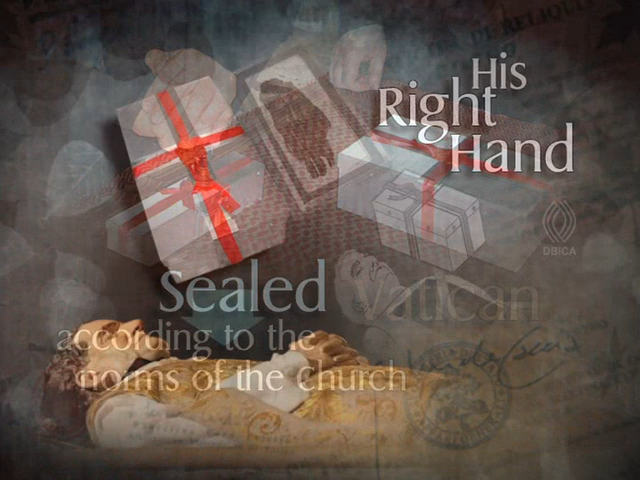 His
Right
Hand
DBICA
Sealed Vatican
according to the
norms of the Church